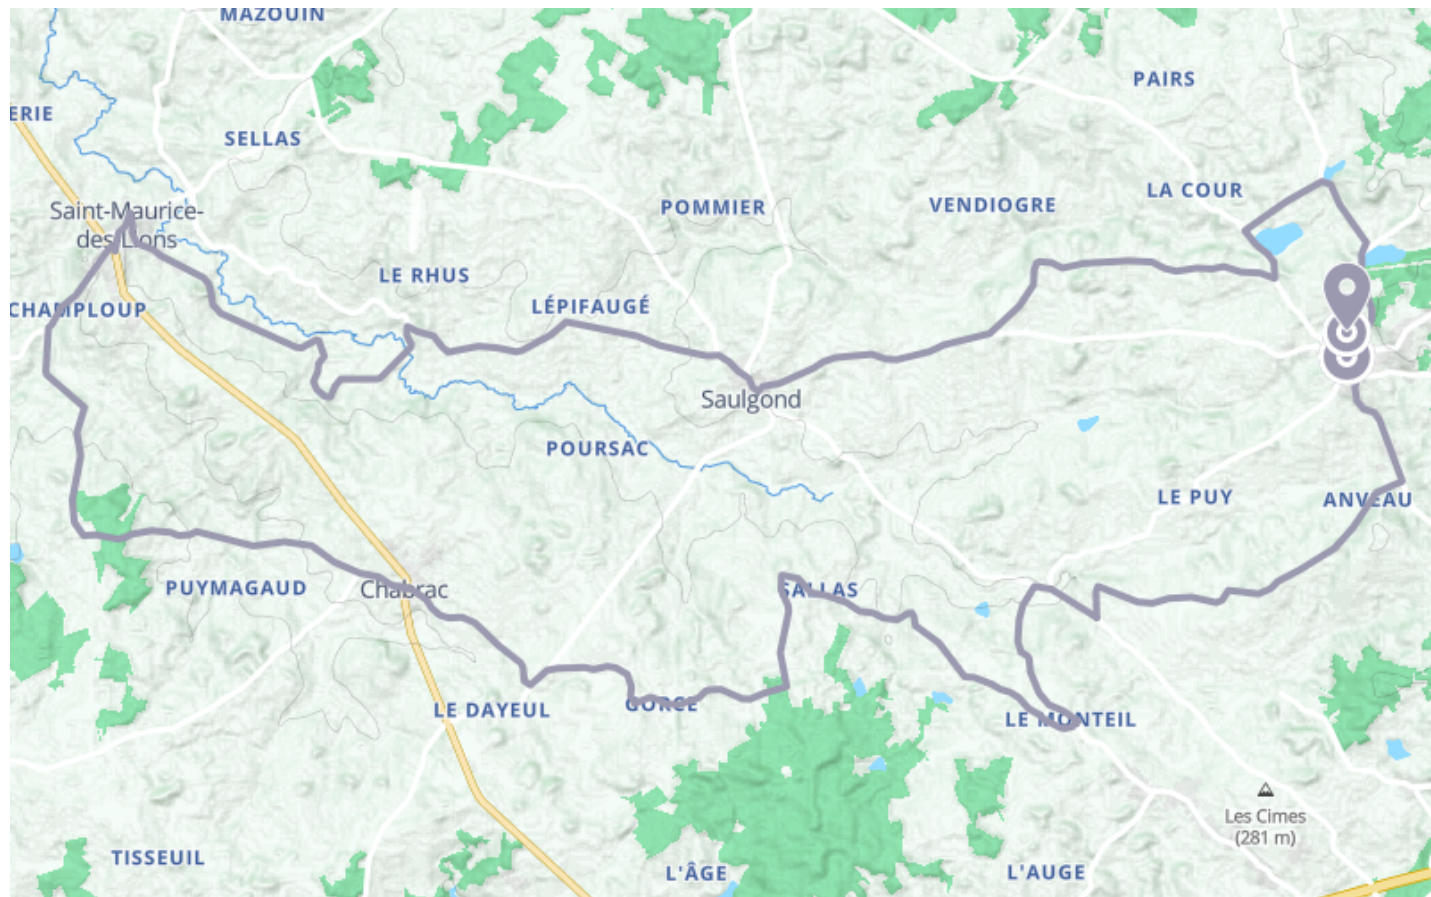 MAZOUIN
PAIRS
ERIE
SELLAS
LA COUR
Saint-Maurice-
des-Lions
POMMIER
VENDIOGRE
LE RHUS
CHAMPLOUP
LÉPIFAUGÉ
Saulgond
POURSAC
LE PUY
ANVEAU
PUYMAGAUD
Chabrac
SALLAS
LE DAYEUL
GORCE
LE MONTEIL
Les Cimes
(281 m)
TISSEUIL
L'ÂGE
L'AUGE